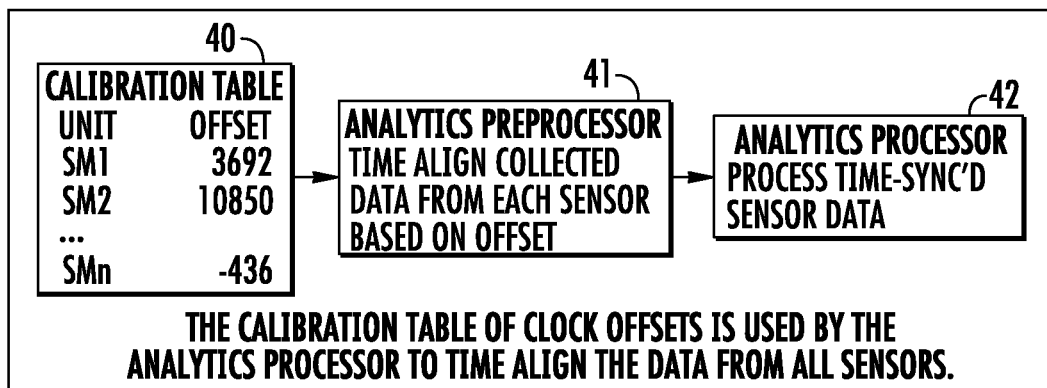 40
CALIBRATION TABLE
UNIT OFFSET
SM1 3692
SM2 10850
...
SMn -436
41
ANALYTICS PREPROCESSOR
TIME ALIGN COLLECTED
DATA FROM EACH SENSOR
BASED ON OFFSET
42
ANALYTICS PROCESSOR
PROCESS TIME-SYNC'D
SENSOR DATA
THE CALIBRATION TABLE OF CLOCK OFFSETS IS USED BY THE
ANALYTICS PROCESSOR TO TIME ALIGN THE DATA FROM ALL SENSORS.